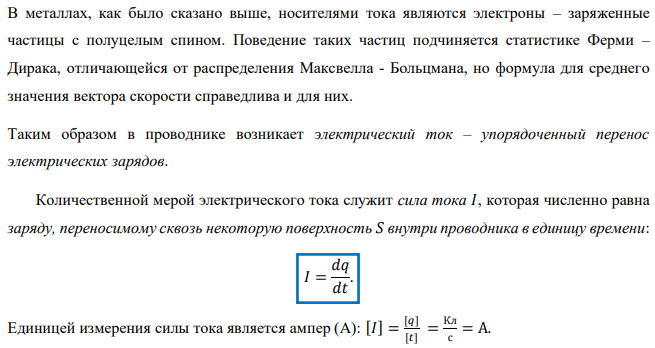 В металлах, как было сказано выше, носителями тока являются электроны – заряженные
частицы с полуцелым спином. Поведение таких частиц подчиняется статистике Ферми –
Дирака, отличающейся от распределения Максвелла - Больцмана, но формула для среднего
значения вектора скорости справедлива и для них.
Таким образом в проводнике возникает электрический ток – упорядоченный перенос
электрических зарядов.
Количественной мерой электрического тока служит сила тока I, которая численно равна
заряду, переносимому сквозь некоторую поверхность S внутри проводника в единицу времени:
I = dq/dt.
Единицей измерения силы тока является ампер (А): [I] = [q]/[t] = Кл/с = А.